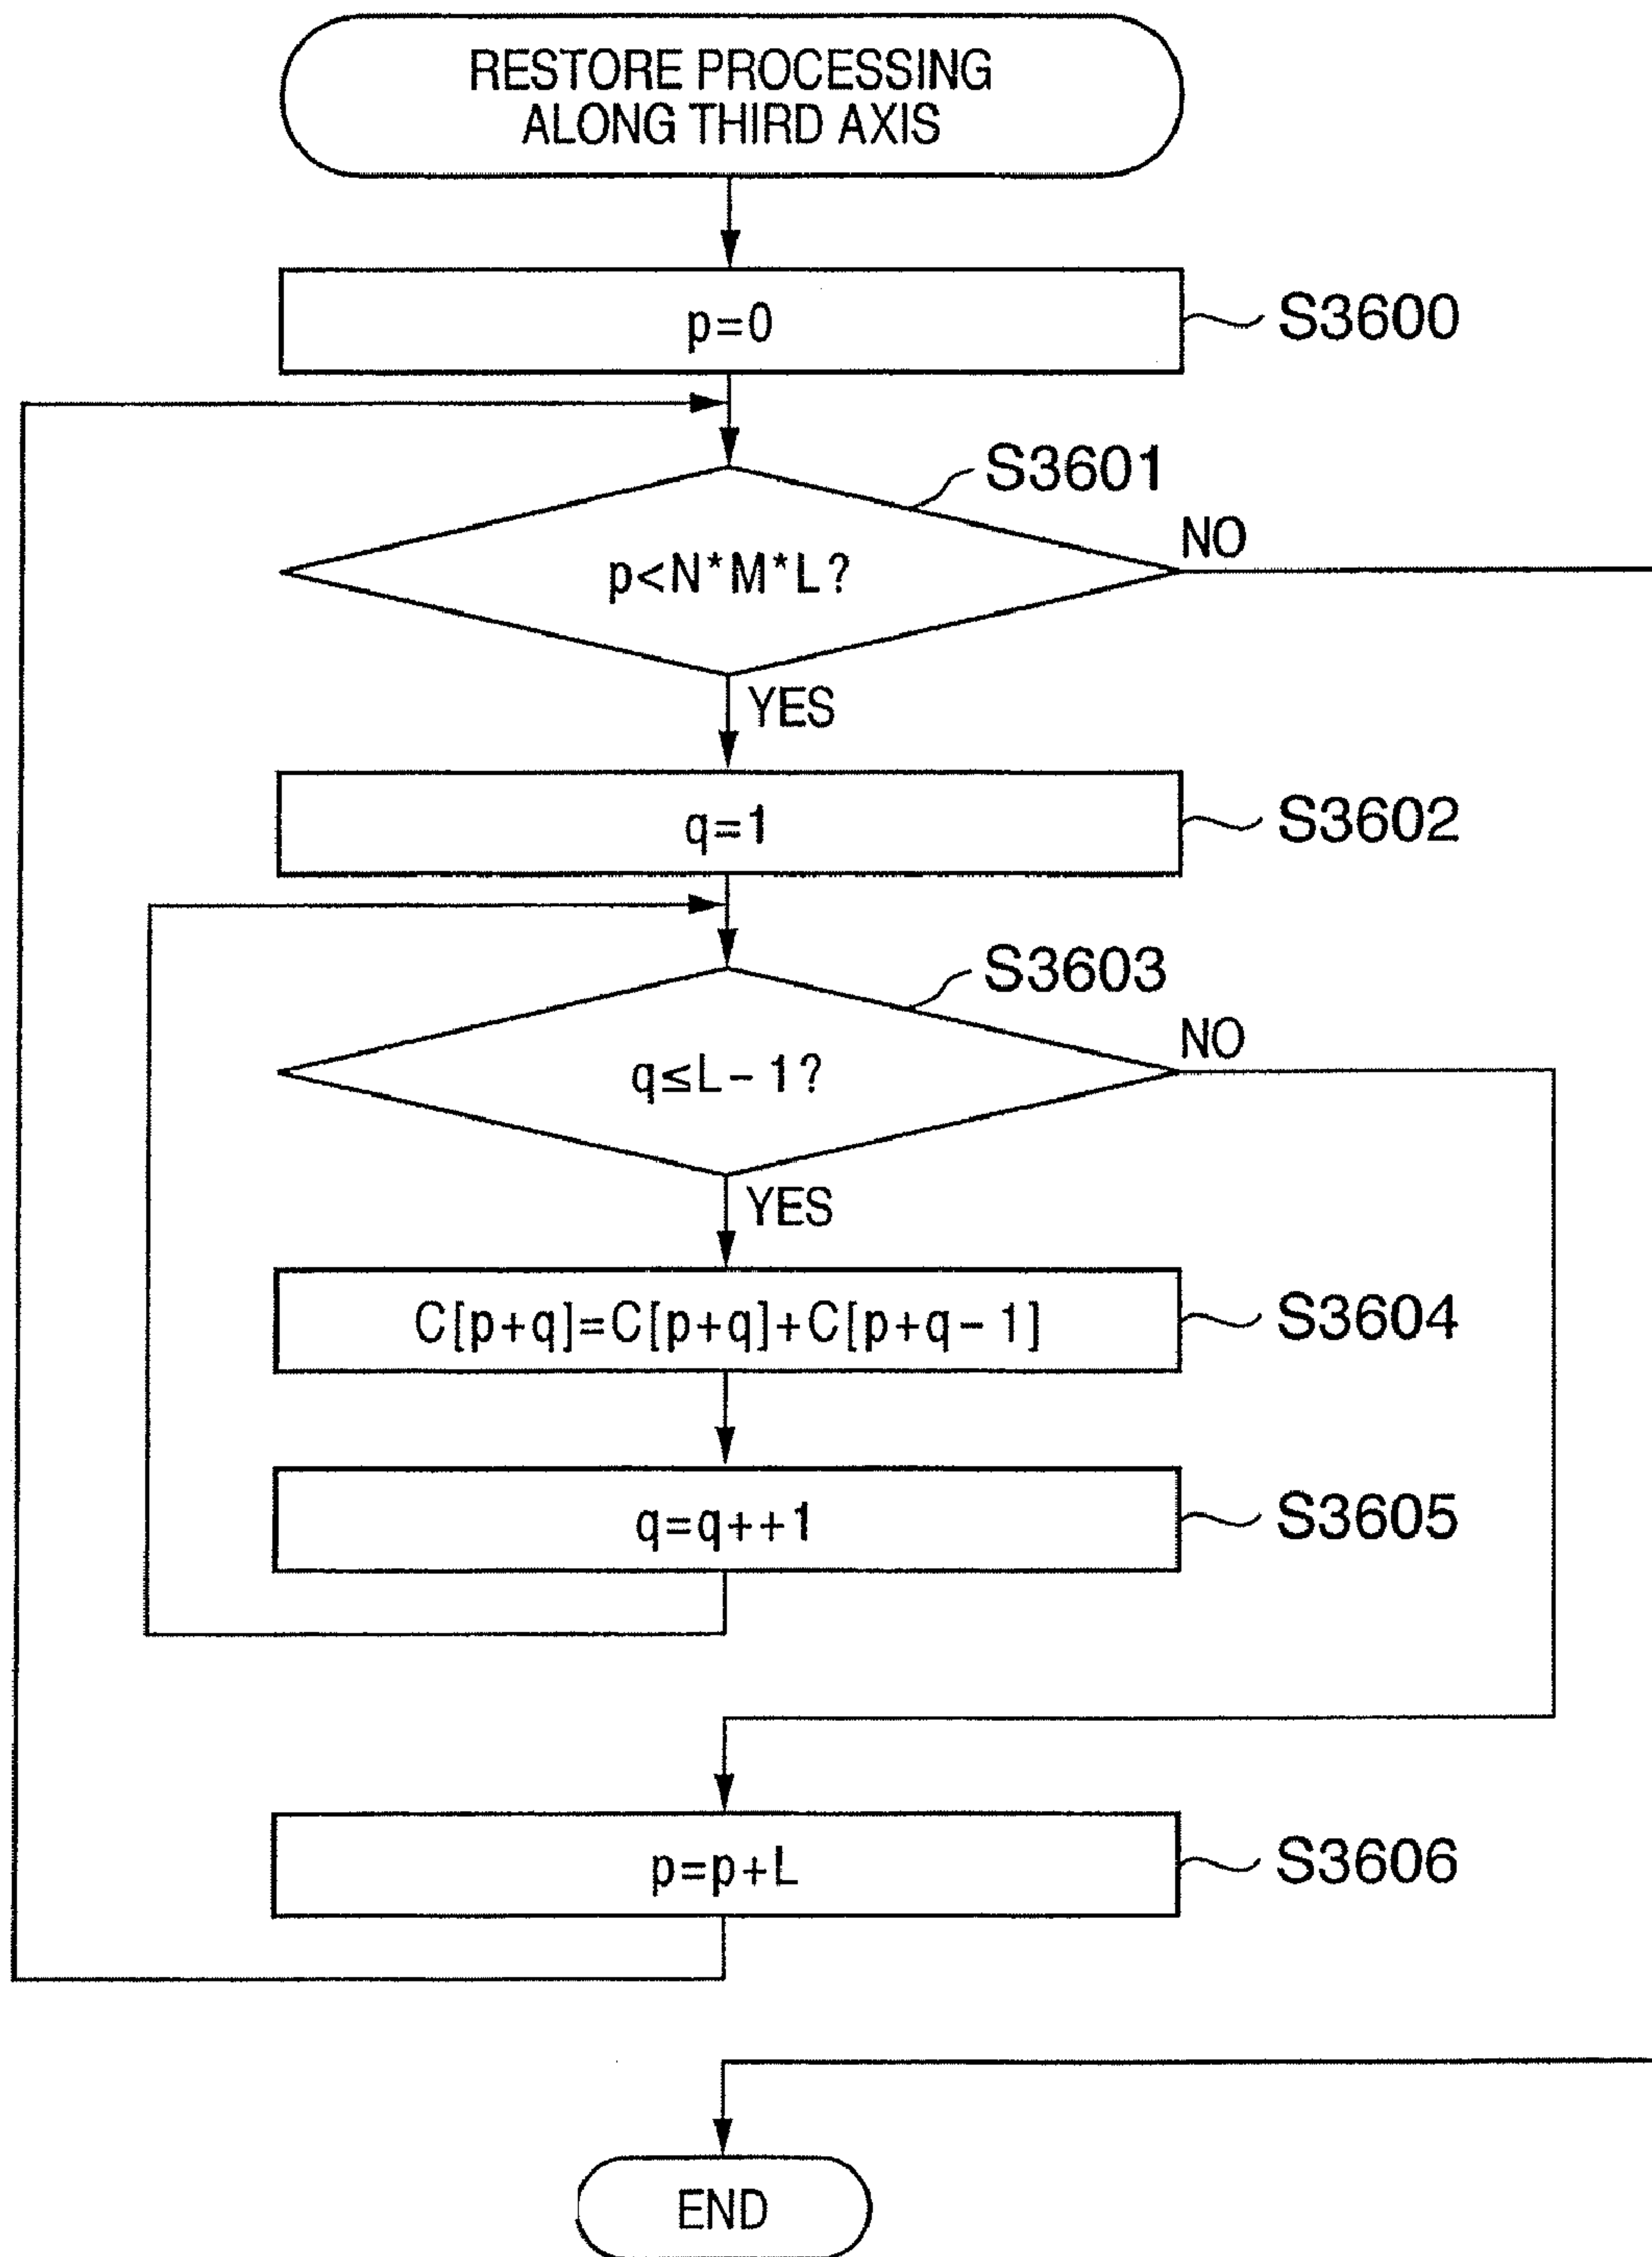 RESTORE PROCESSING
ALONG THIRD AXIS
p=0
S3600
S3601
p<N*M*L?
NO
YES
q=1
S3602
S3603
q≤L-1?
NO
YES
C[p+q]=C[p+q]+C[p+q-1]
S3604
q=q++1
S3605
p=p+L
S3606
END